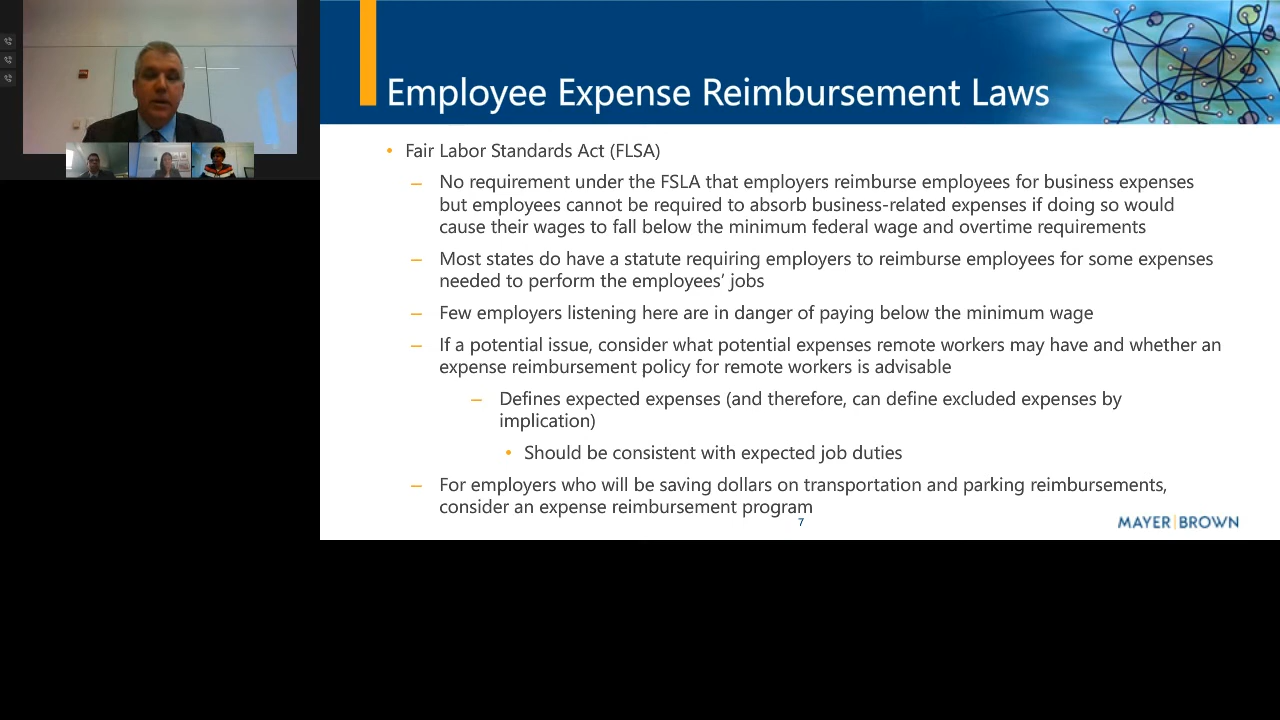 Employee Expense Reimbursement Laws
• Fair Labor Standards Act (FLSA)
– No requirement under the FSLA that employers reimburse employees for business expenses
but employees cannot be required to absorb business-related expenses if doing so would
cause their wages to fall below the minimum federal wage and overtime requirements
– Most states do have a statute requiring employers to reimburse employees for some expenses
needed to perform the employees’ jobs
– Few employers listening here are in danger of paying below the minimum wage
– If a potential issue, consider what potential expenses remote workers may have and whether an
expense reimbursement policy for remote workers is advisable
– Defines expected expenses (and therefore, can define excluded expenses by
implication)
• Should be consistent with expected job duties
– For employers who will be saving dollars on transportation and parking reimbursements,
consider an expense reimbursement program
7
MAYER | BROWN